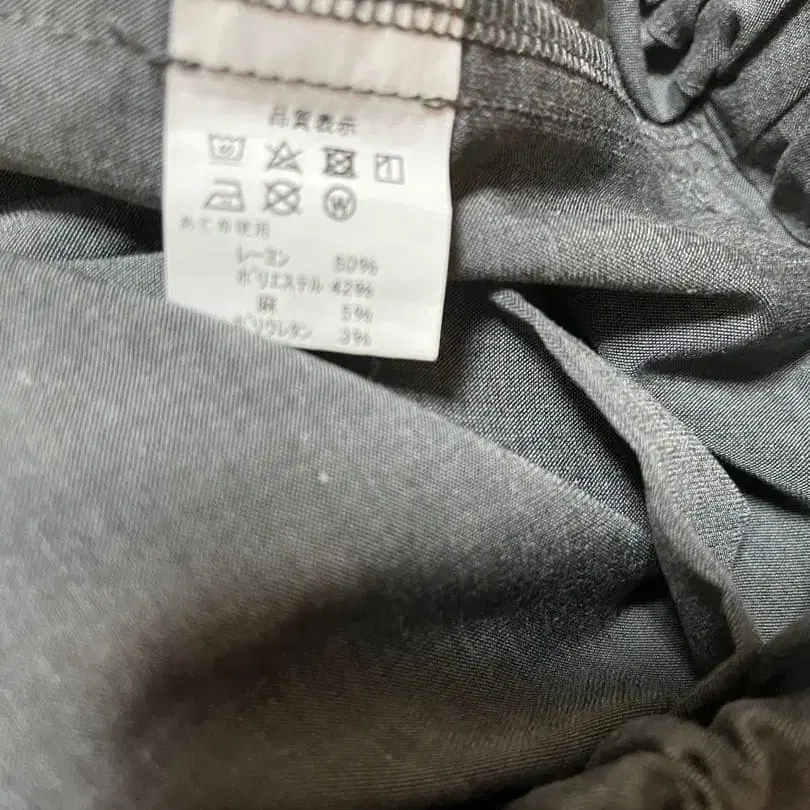 品質表示
あて布使用
レーヨン 50%
ポリエステル 42%
麻 5%
ポリウレタン 3%